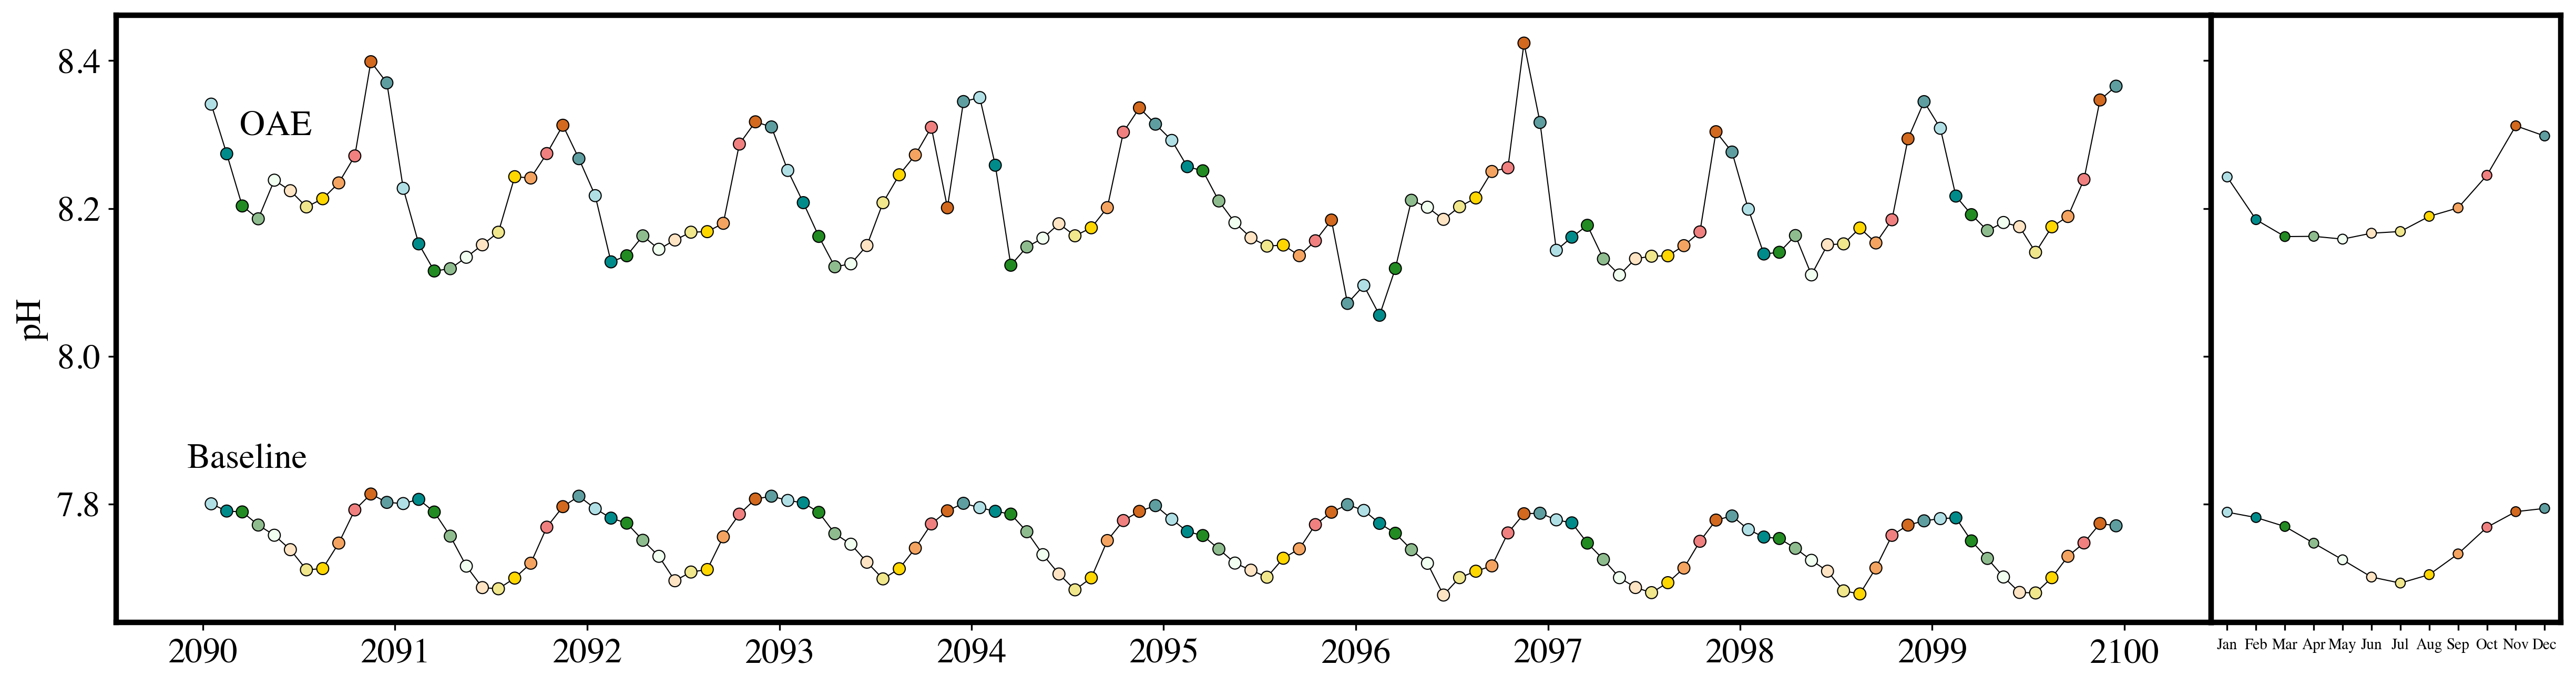 8.4
OAE
8.2
pH
8.0
Baseline
7.8
2090 2091 2092 2093 2094 2095 2096 2097 2098 2099 2100
Jan Feb Mar Apr May Jun Jul Aug Sep Oct Nov Dec